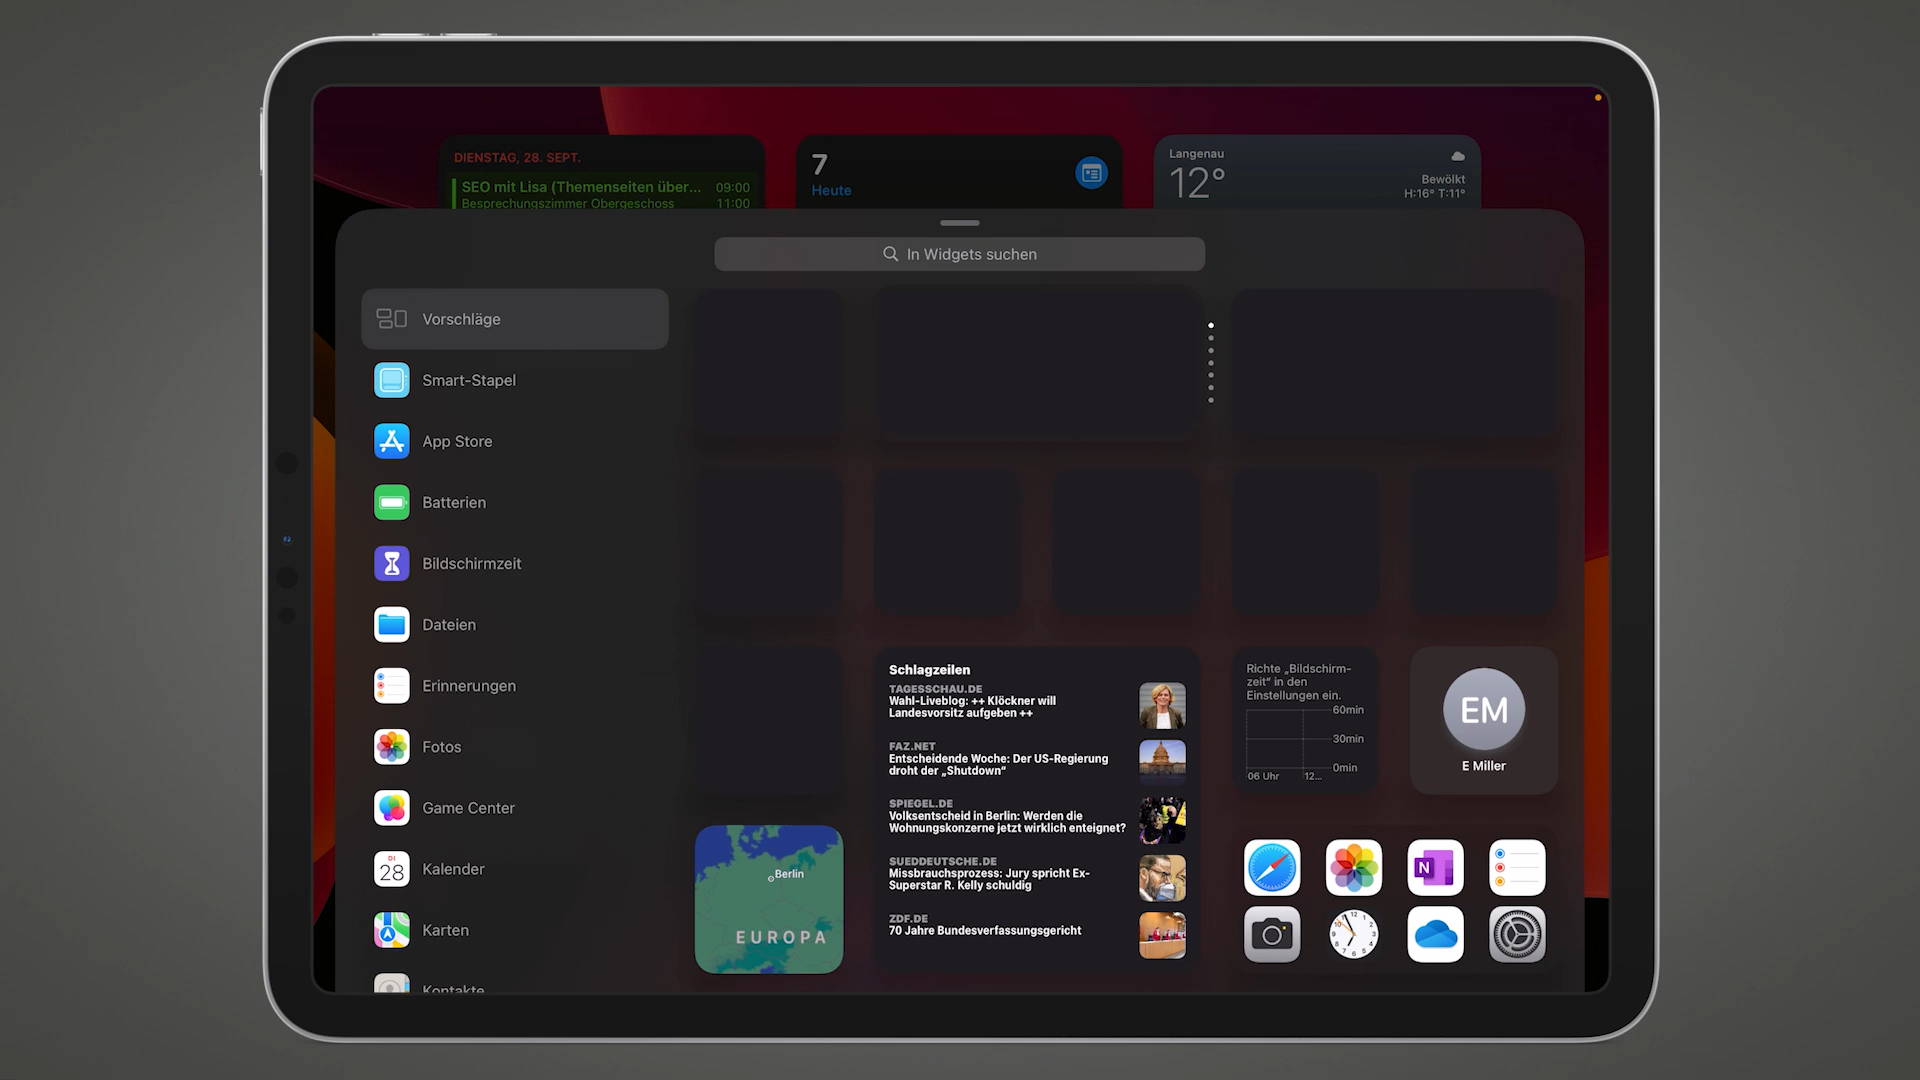 DIENSTAG, 28. SEPT.
SEO mit Lisa (Themenseiten über... 09:00
Besprechungszimmer Obergeschoss 11:00
7
Heute
Langenau
12°
Bewölkt
H:16° T:11°
In Widgets suchen
Vorschläge
Smart-Stapel
App Store
Batterien
Bildschirmzeit
Dateien
Erinnerungen
Fotos
Game Center
DI
28
Kalender
Karten
Kontakte
Schlagzeilen
TAGESSCHAU.DE
Wahl-Liveblog: ++ Klöckner will
Landesvorsitz aufgeben ++
FAZ.NET
Entscheidende Woche: Der US-Regierung
droht der „Shutdown“
SPIEGEL.DE
Volksentscheid in Berlin: Werden die
Wohnungskonzerne jetzt wirklich enteignet?
SUEDDEUTSCHE.DE
Missbrauchsprozess: Jury spricht Ex-
Superstar R. Kelly schuldig
ZDF.DE
70 Jahre Bundesverfassungsgericht
Berlin
EUROPA
Richte „Bildschirm-
zeit“ in den
Einstellungen ein.
60min
30min
0min
06 Uhr 12...
EM
E Miller
N